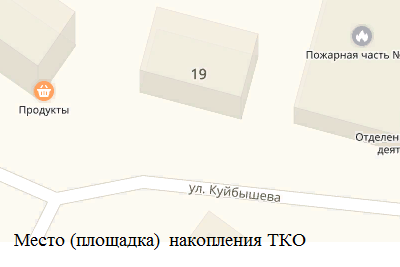 19
Пожарная часть №
Продукты
Отделен
деят
ул. Куйбышева
Место (площадка) накопления ТКО